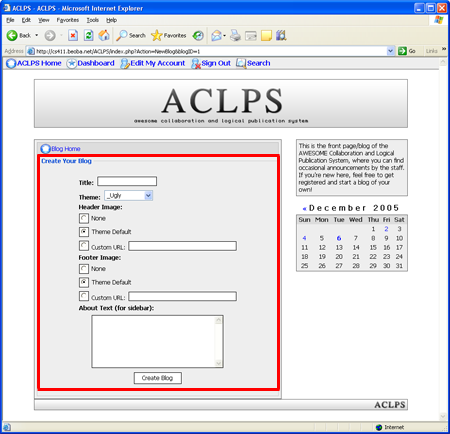 ACLPS - ACLPS - Microsoft Internet Explorer
File Edit View Favorites Tools Help
Back Search Favorites
Address http://cs411.beoba.net/ACLPS/index.php?Action=NewBlog&blogID=1 Go Links »
ACLPS Home Dashboard Edit My Account Sign Out Search
ACLPS
awesome collaboration and logical publication system
Blog Home
Create Your Blog
Title:
Theme: _Ugly
Header Image:
None
Theme Default
Custom URL:
Footer Image:
None
Theme Default
Custom URL:
About Text (for sidebar):
Create Blog
This is the front page/blog of the
AWESOME Collaboration and Logical
Publication System, where you can find
occasional announcements by the staff.
If you're new here, feel free to get
registered and start a blog of your
own!
« December 2005
Sun Mon Tue Wed Thu Fri Sat
1 2 3
4 5 6 7 8 9 10
11 12 13 14 15 16 17
18 19 20 21 22 23 24
25 26 27 28 29 30 31
ACLPS
Internet